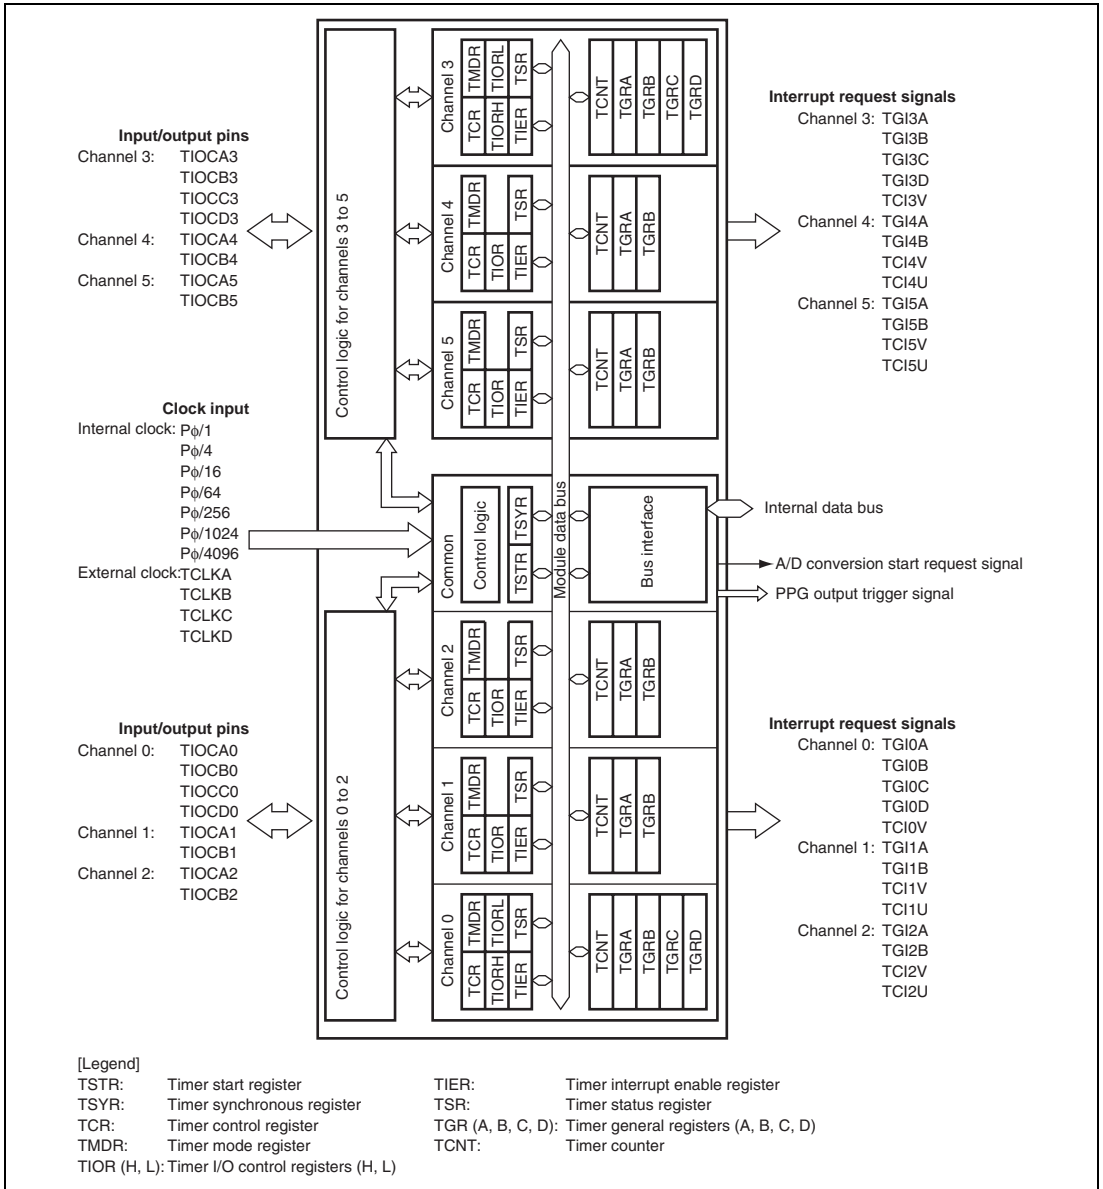 Input/output pins
Channel 3: TIOCA3
TIOCB3
TIOCC3
TIOCD3
Channel 4: TIOCA4
TIOCB4
Channel 5: TIOCA5
TIOCB5
Clock input
Internal clock: Pϕ/1
Pϕ/4
Pϕ/16
Pϕ/64
Pϕ/256
Pϕ/1024
Pϕ/4096
External clock: TCLKA
TCLKB
TCLKC
TCLKD
Input/output pins
Channel 0: TIOCA0
TIOCB0
TIOCC0
TIOCD0
Channel 1: TIOCA1
TIOCB1
Channel 2: TIOCA2
TIOCB2
Control logic for channels 3 to 5
Control logic for channels 0 to 2
Channel 3
TCR TMDR
TIORH TIORL
TIER TSR
TCNT
TGRA
TGRB
TGRC
TGRD
Channel 4
TCR TMDR
TIOR
TIER TSR
TCNT
TGRA
TGRB
Channel 5
TCR TMDR
TIOR
TIER TSR
TCNT
TGRA
TGRB
Common
Control logic
TSTR TSYR
Module data bus
Bus interface
Channel 2
TCR TMDR
TIOR
TIER TSR
TCNT
TGRA
TGRB
Channel 1
TCR TMDR
TIOR
TIER TSR
TCNT
TGRA
TGRB
Channel 0
TCR TMDR
TIORH TIORL
TIER TSR
TCNT
TGRA
TGRB
TGRC
TGRD
Interrupt request signals
Channel 3: TGI3A
TGI3B
TGI3C
TGI3D
TCI3V
Channel 4: TGI4A
TGI4B
TCI4V
TCI4U
Channel 5: TGI5A
TGI5B
TCI5V
TCI5U
Internal data bus
A/D conversion start request signal
PPG output trigger signal
Interrupt request signals
Channel 0: TGI0A
TGI0B
TGI0C
TGI0D
TCI0V
Channel 1: TGI1A
TGI1B
TCI1V
TCI1U
Channel 2: TGI2A
TGI2B
TCI2V
TCI2U
[Legend]
TSTR: Timer start register
TSYR: Timer synchronous register
TCR: Timer control register
TMDR: Timer mode register
TIOR (H, L): Timer I/O control registers (H, L)
TIER: Timer interrupt enable register
TSR: Timer status register
TGR (A, B, C, D): Timer general registers (A, B, C, D)
TCNT: Timer counter